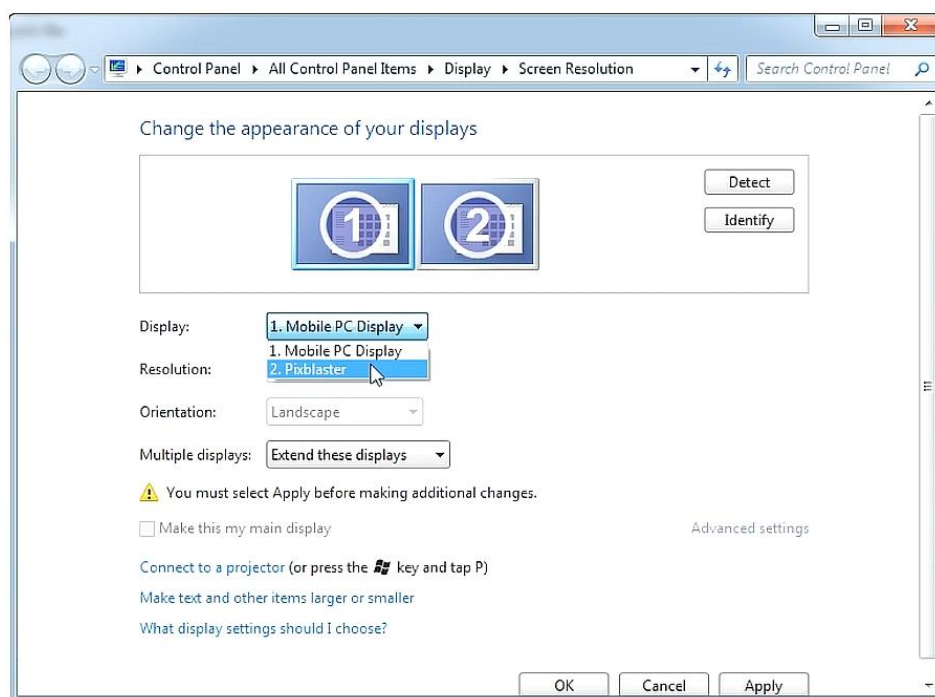 Control Panel All Control Panel Items Display Screen Resolution Search Control Panel
Change the appearance of your displays
1 2
Detect
Identify
Display: 1. Mobile PC Display
1. Mobile PC Display
Resolution: 2. Pixblaster
Orientation: Landscape
Multiple displays: Extend these displays
You must select Apply before making additional changes.
Make this my main display Advanced settings
Connect to a projector (or press the key and tap P)
Make text and other items larger or smaller
What display settings should I choose?
OK Cancel Apply